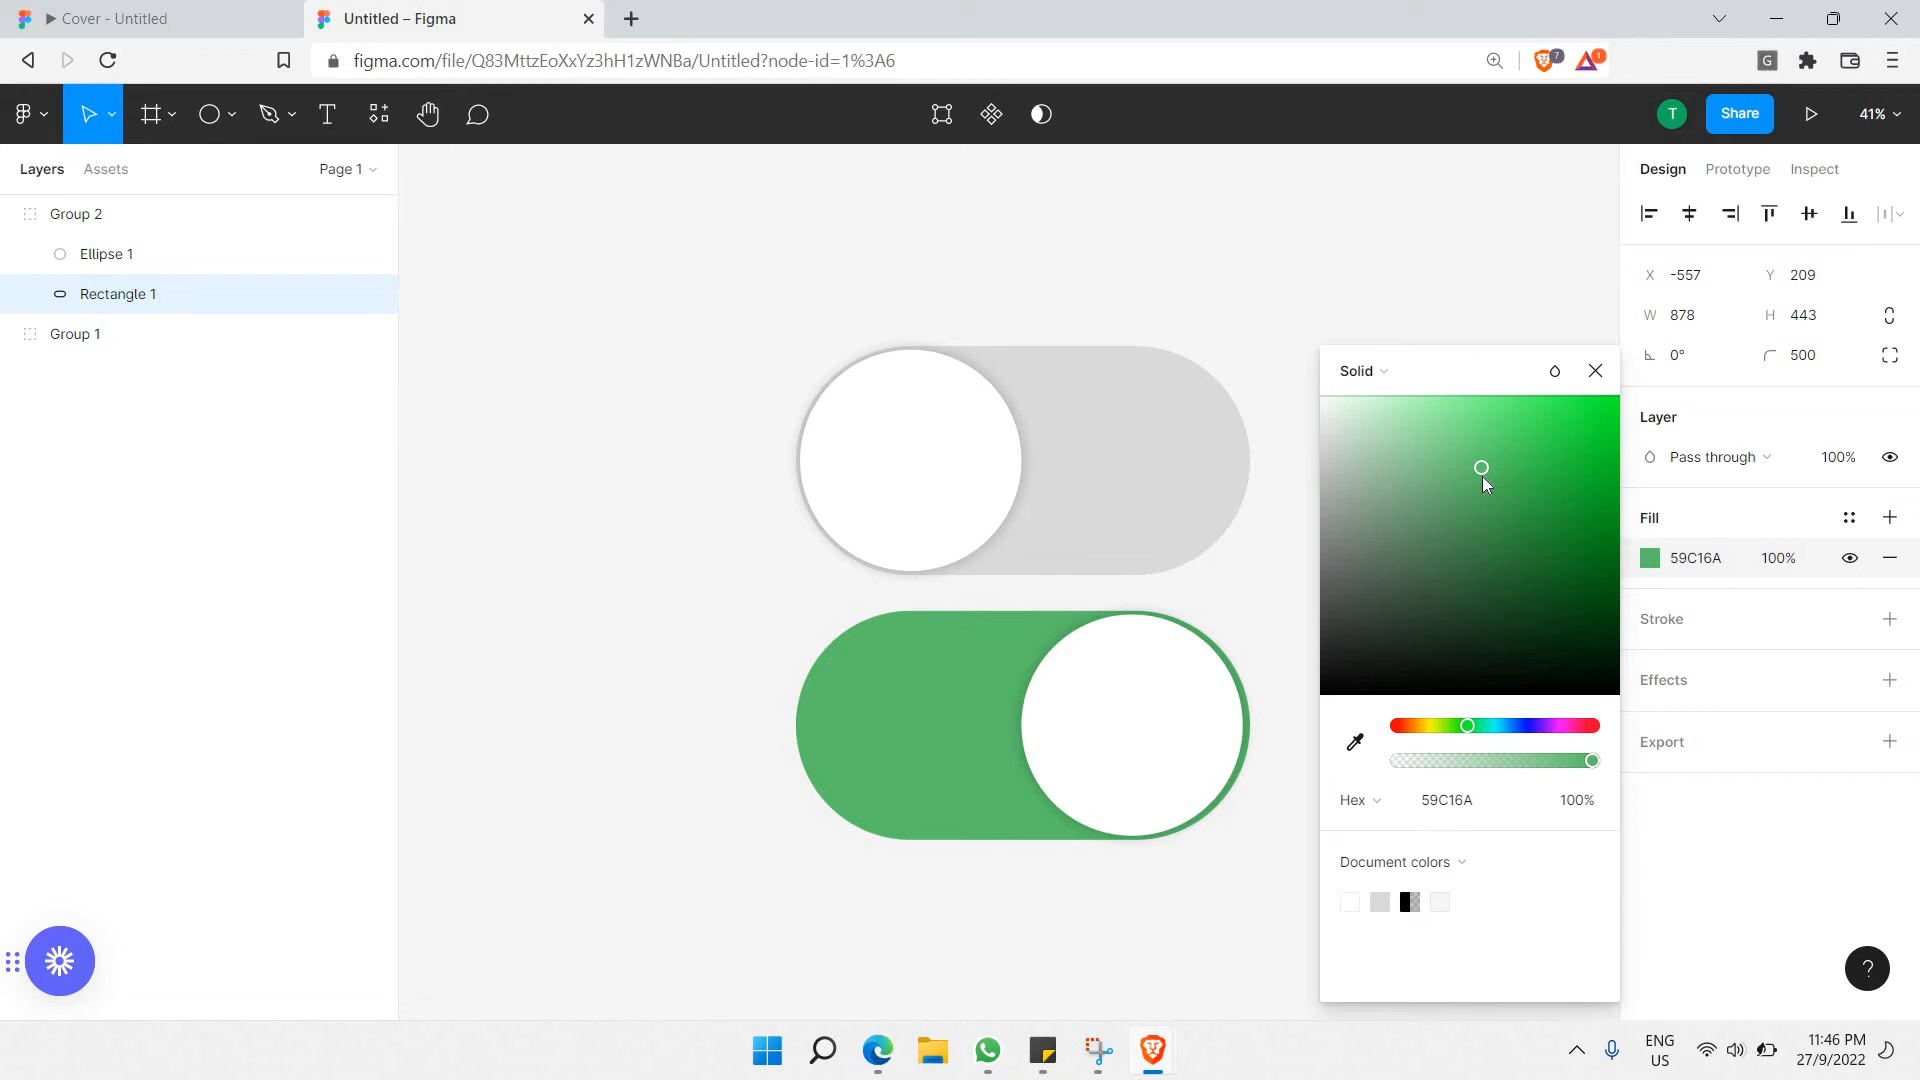 ▶ Cover - Untitled
Untitled – Figma
figma.com/file/Q83MttzEoXxYz3hH1zWNBa/Untitled?node-id=1%3A6
7
1
G
T
T
Share
41%
Layers
Assets
Page 1
Design
Prototype
Inspect
Group 2
Ellipse 1
Rectangle 1
Group 1
X -557
Y 209
W 878
H 443
0°
500
Layer
Pass through
100%
Fill
59C16A
100%
Stroke
Effects
Export
Solid
Hex
59C16A
100%
Document colors
?
ENG
US
11:46 PM
27/9/2022